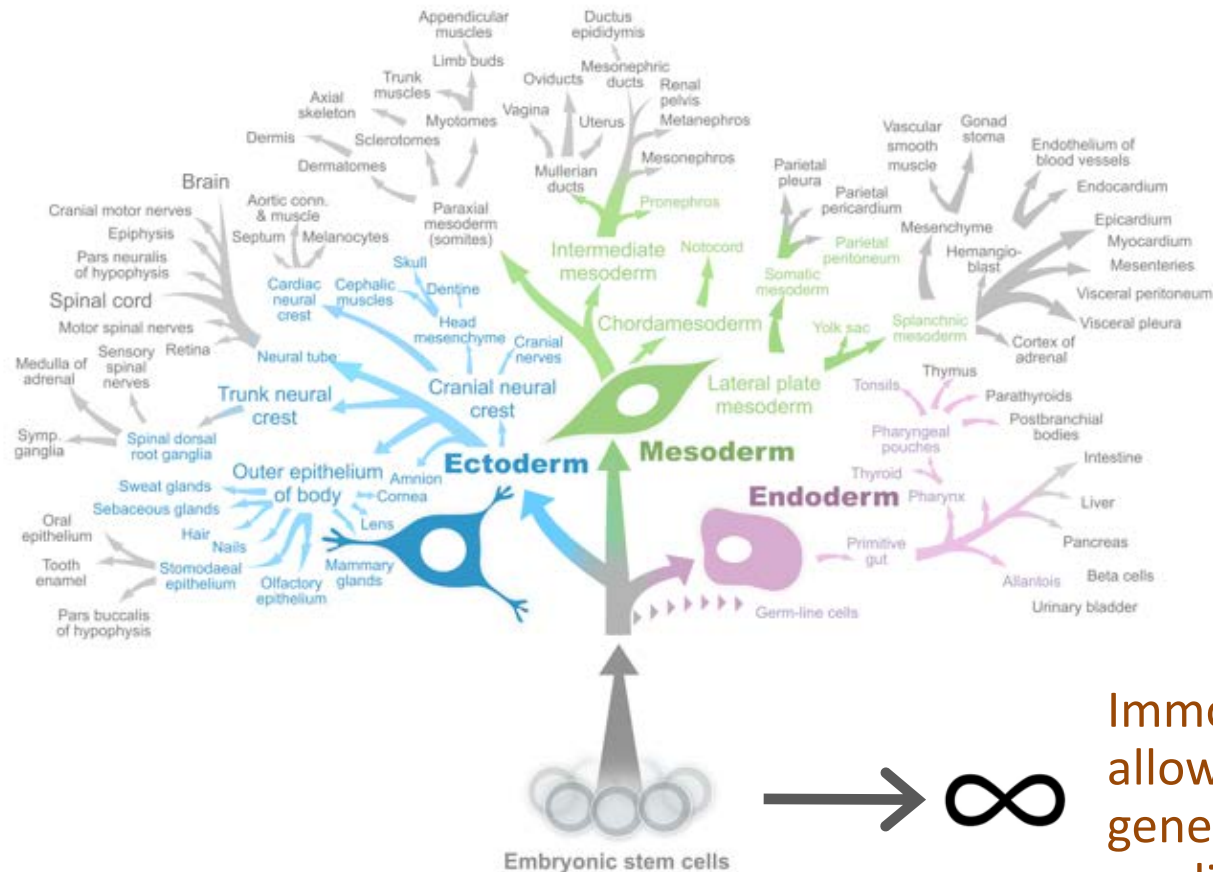 Appendicular
muscles
Limb buds
Trunk
muscles
Axial
skeleton
Myotomes
Dermis
Sclerotomes
Dermatomes
Paraxial
mesoderm
(somites)
Ductus
epididymis
Mesonephric
ducts
Oviducts
Renal
pelvis
Vagina
Uterus
Metanephros
Mesonephros
Mullerian
ducts
Pronephros
Intermediate
mesoderm
Notocord
Chordamesoderm
Parietal
pleura
Parietal
pericardium
Parietal
peritoneum
Somatic
mesoderm
Yolk sac
Splanchnic
mesoderm
Lateral plate
mesoderm
Vascular
smooth
muscle
Gonad
stoma
Endothelium of
blood vessels
Endocardium
Mesenchyme
Hemangio-
blast
Epicardium
Myocardium
Mesenteries
Visceral peritoneum
Visceral pleura
Cortex of
adrenal
Brain
Cranial motor nerves
Epiphysis
Pars neuralis
of hypophysis
Spinal cord
Motor spinal nerves
Retina
Neural tube
Aortic conn.
& muscle
Septum
Melanocytes
Cardiac
neural
crest
Skull
Cephalic
muscles
Dentine
Head
mesenchyme
Cranial
nerves
Cranial neural
crest
Medulla of
adrenal
Sensory
spinal
nerves
Trunk neural
crest
Symp.
ganglia
Spinal dorsal
root ganglia
Outer epithelium
of body
Amnion
Cornea
Lens
Sweat glands
Sebaceous glands
Hair
Nails
Oral
epithelium
Tooth
enamel
Stomodaeal
epithelium
Olfactory
epithelium
Mammary
glands
Pars buccalis
of hypophysis
Ectoderm
Mesoderm
Endoderm
Tonsils
Thymus
Parathyroids
Postbranchial
bodies
Pharyngeal
pouches
Thyroid
Pharynx
Intestine
Liver
Pancreas
Primitive
gut
Allantois
Beta cells
Urinary bladder
Germ-line cells
Embryonic stem cells
∞
Immo
allow
gene